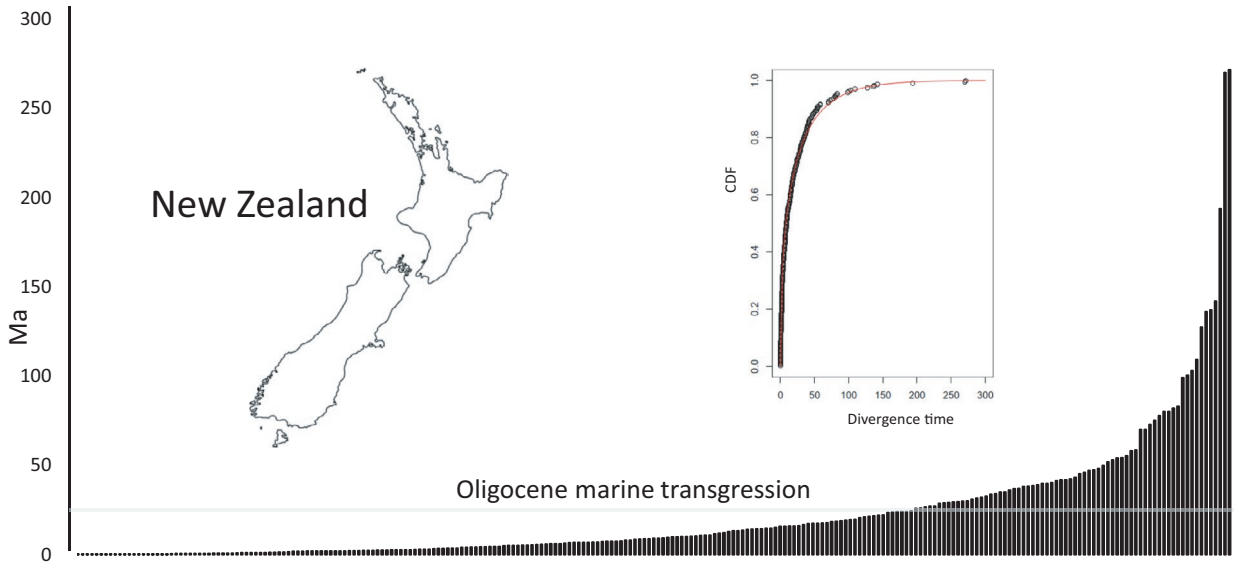 300
250
200
150
100
50
0
Ma
New Zealand
Oligocene marine transgression
CDF
1.0
0.8
0.6
0.4
0.2
0.0
0 50 100 150 200 250 300
Divergence time